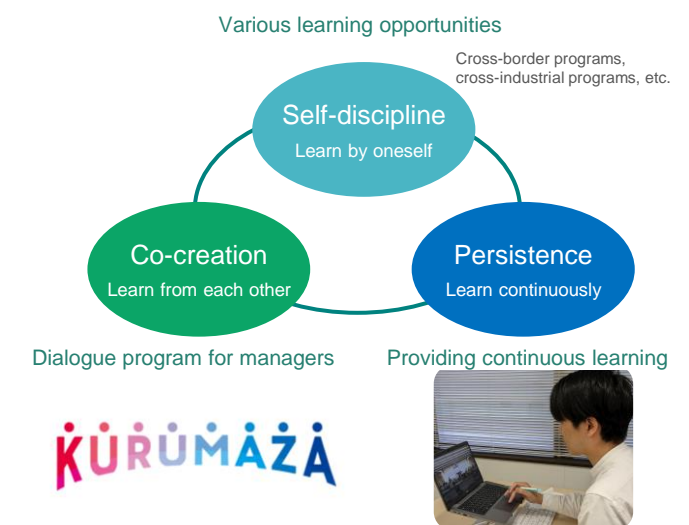 Various learning opportunities
Cross-border programs,
cross-industrial programs, etc.
Self-discipline
Learn by oneself
Co-creation
Learn from each other
Persistence
Learn continuously
Dialogue program for managers
Providing continuous learning
KURUMAZA